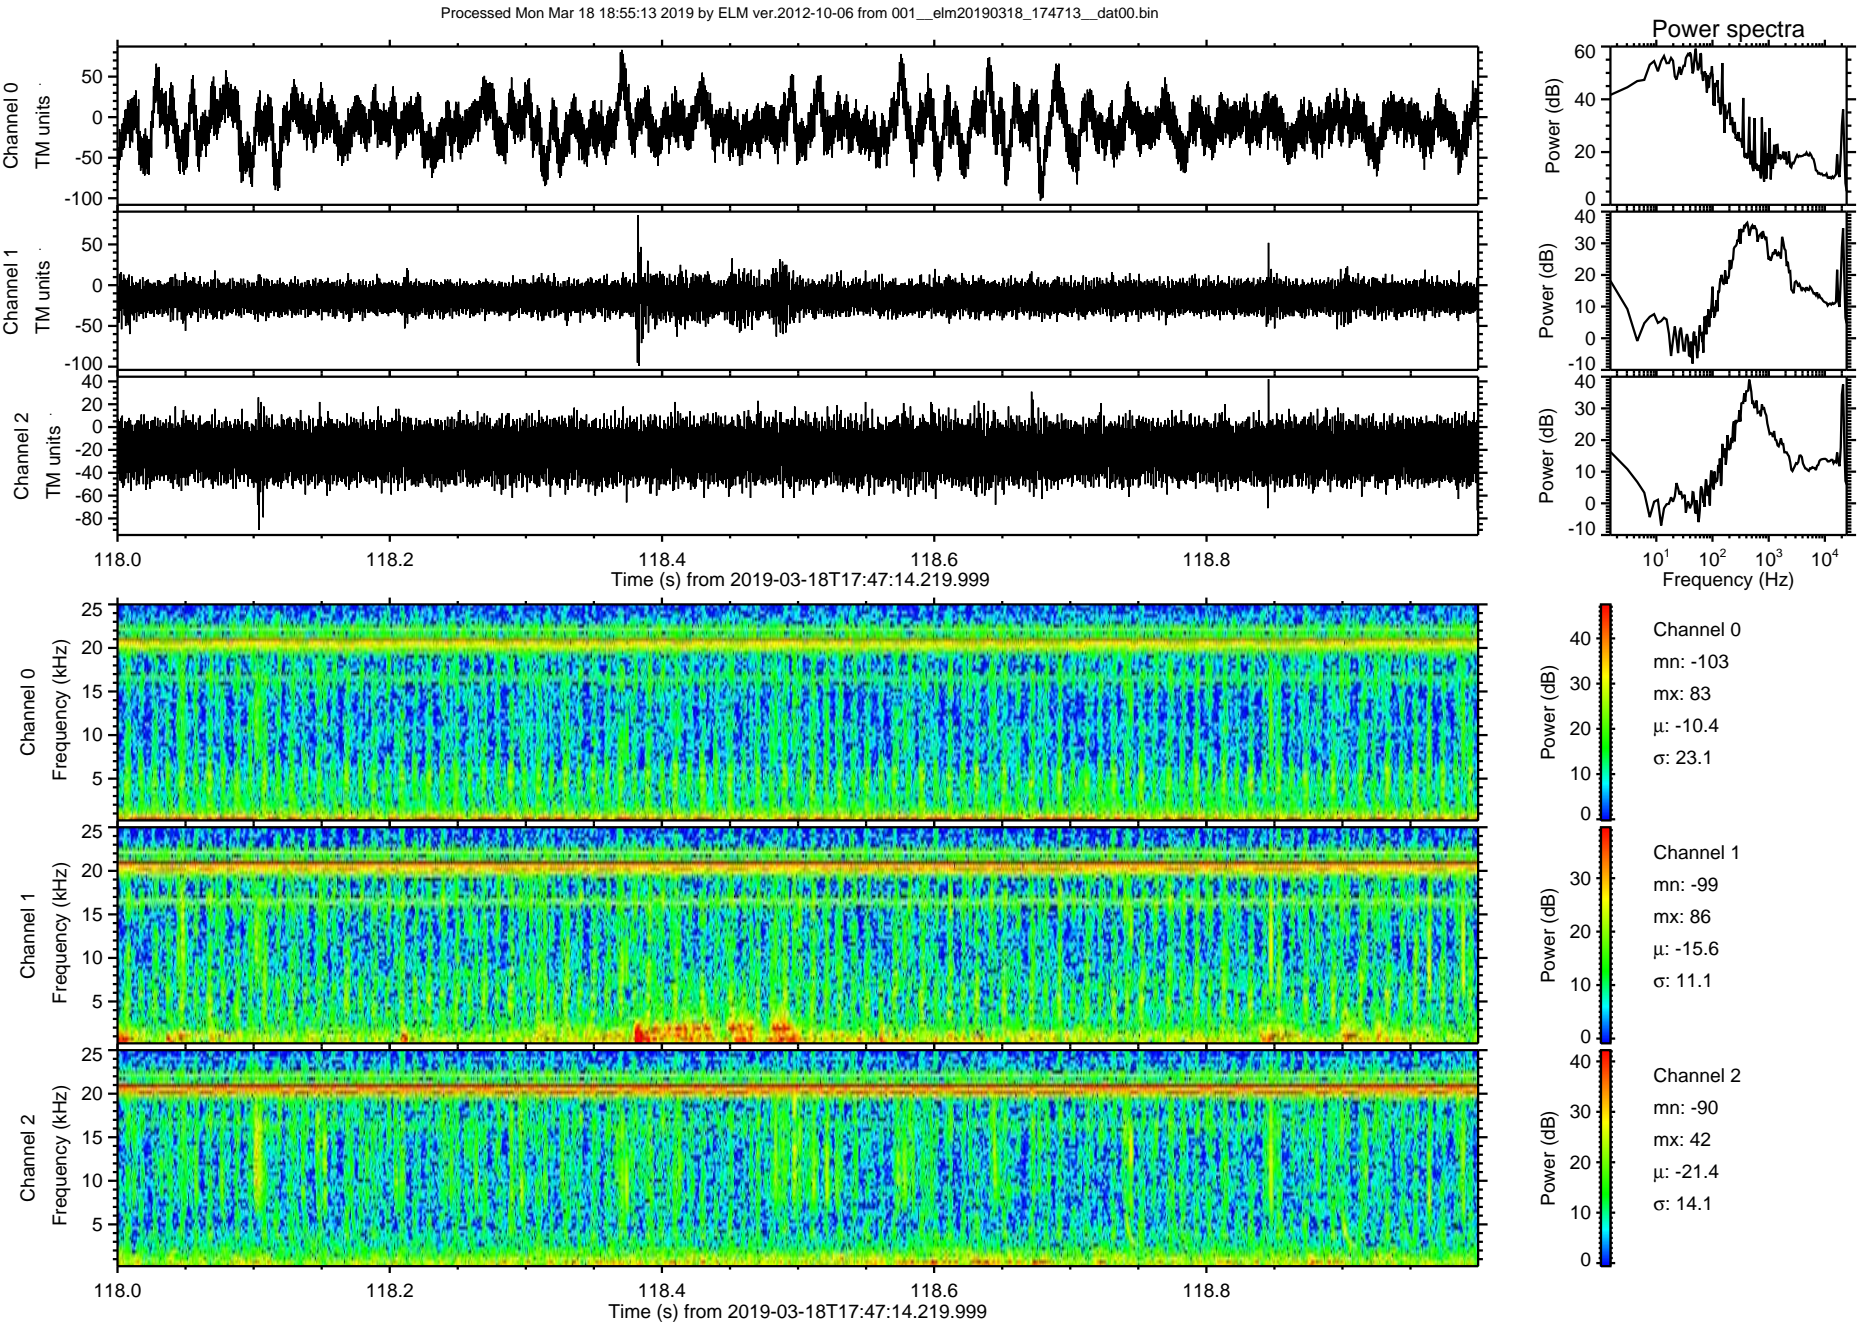 Processed Mon Mar 18 18:55:13 2019 by ELM ver.2012-10-06 from 001__elm20190318_174713__dat00.bin
Power spectra
Channel 0
TM units
50
0
-50
-100
Power (dB)
60
40
20
0
Channel 1
TM units
50
0
-50
-100
Power (dB)
40
30
20
10
0
-10
Channel 2
TM units
40
20
0
-20
-40
-60
-80
Power (dB)
40
30
20
10
0
-10
118.0 118.2 118.4 118.6 118.8
Time (s) from 2019-03-18T17:47:14.219.999
10¹ 10² 10³ 10⁴
Frequency (Hz)
Channel 0
Frequency (kHz)
25
20
15
10
5
Power (dB)
40
30
20
10
0
Channel 0
mn: -103
mx: 83
μ: -10.4
σ: 23.1
Channel 1
Frequency (kHz)
25
20
15
10
5
Power (dB)
30
20
10
0
Channel 1
mn: -99
mx: 86
μ: -15.6
σ: 11.1
Channel 2
Frequency (kHz)
25
20
15
10
5
Power (dB)
40
30
20
10
0
Channel 2
mn: -90
mx: 42
μ: -21.4
σ: 14.1
118.0 118.2 118.4 118.6 118.8
Time (s) from 2019-03-18T17:47:14.219.999